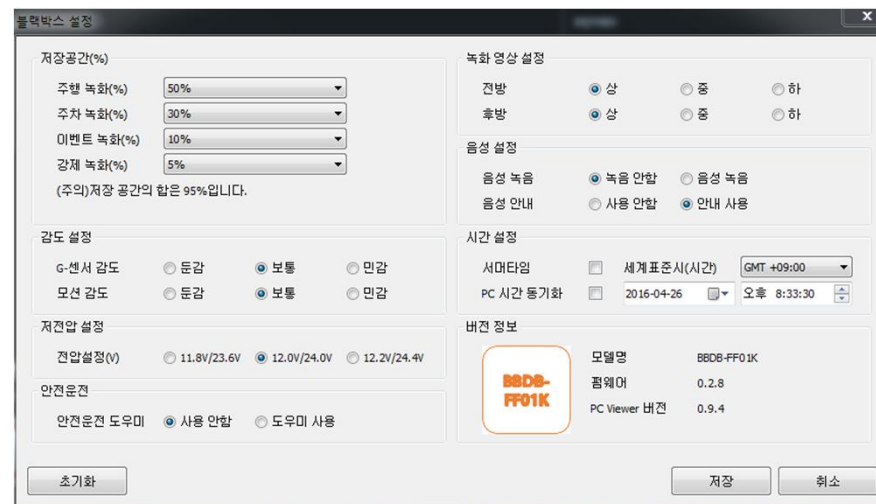 블랙박스 설정
x
저장공간(%)
주행 녹화(%) 50%
주차 녹화(%) 30%
이벤트 녹화(%) 10%
강제 녹화(%) 5%
(주의)저장 공간의 합은 95%입니다.
감도 설정
G-센서 감도 둔감 보통 민감
모션 감도 둔감 보통 민감
저전압 설정
전압설정(V) 11.8V/23.6V 12.0V/24.0V 12.2V/24.4V
안전운전
안전운전 도우미 사용 안함 도우미 사용
녹화 영상 설정
전방 상 중 하
후방 상 중 하
음성 설정
음성 녹음 녹음 안함 음성 녹음
음성 안내 사용 안함 안내 사용
시간 설정
서머타임 세계표준시(시간) GMT +09:00
PC 시간 동기화 2016-04-26 오후 8:33:30
버전 정보
BBDB-
FF01K
모델명 BBDB-FF01K
펌웨어 0.2.8
PC Viewer 버전 0.9.4
초기화
저장
취소